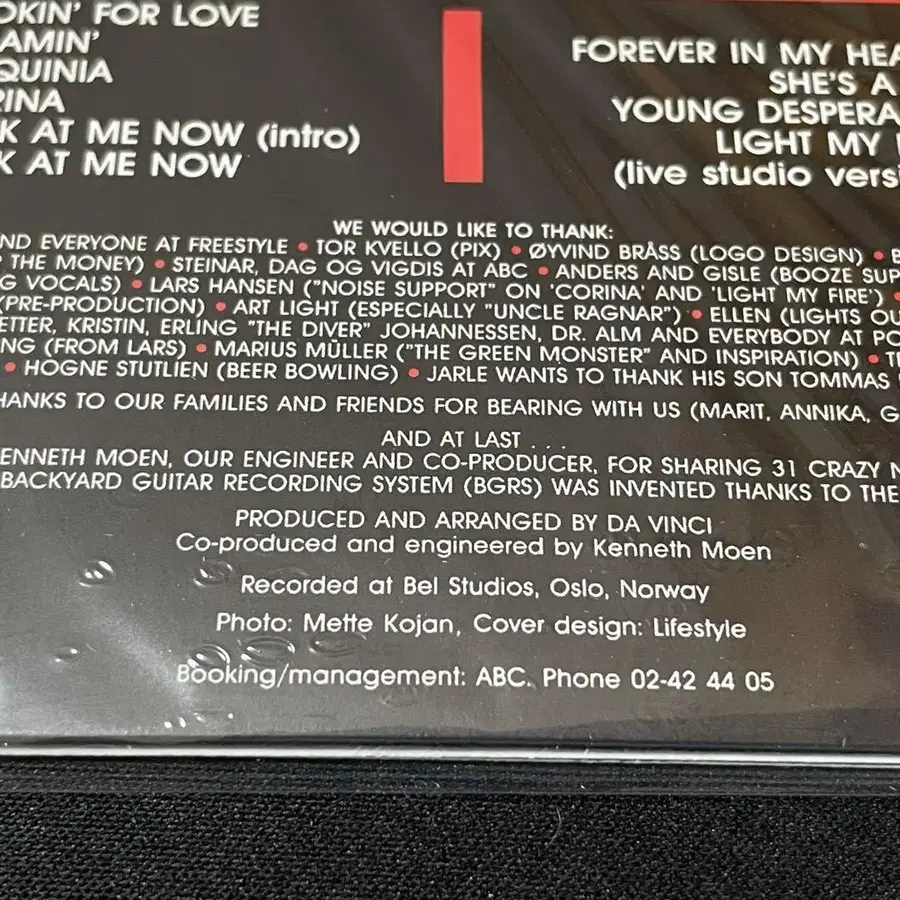 OKIN' FOR LOVE
AMIN'
QUINIA
RINA
K AT ME NOW (intro)
K AT ME NOW
FOREVER IN MY HEA
SHE'S A
YOUNG DESPERA
LIGHT MY
(live studio versi
WE WOULD LIKE TO THANK:
ND EVERYONE AT FREESTYLE • TOR KVELLO (PIX) • ØYVIND BRÅSS (LOGO DESIGN) •
THE MONEY) • STEINAR, DAG OG VIGDIS AT ABC • ANDERS AND GISLE (BOOZE SUP
G VOCALS) • LARS HANSEN ("NOISE SUPPORT" ON 'CORINA' AND 'LIGHT MY FIRE') •
(PRE-PRODUCTION) • ART LIGHT (ESPECIALLY "UNCLE RAGNAR") • ELLEN (LIGHTS OU
ETTER, KRISTIN, ERLING "THE DIVER" JOHANNESSEN, DR. ALM AND EVERYBODY AT PO
NG (FROM LARS) • MARIUS MÜLLER ("THE GREEN MONSTER" AND INSPIRATION) • T
• HOGNE STUTLIEN (BEER BOWLING) • JARLE WANTS TO THANK HIS SON TOMMAS
HANKS TO OUR FAMILIES AND FRIENDS FOR BEARING WITH US (MARIT, ANNIKA, G
AND AT LAST . . .
ENNETH MOEN, OUR ENGINEER AND CO-PRODUCER, FOR SHARING 31 CRAZY N
BACKYARD GUITAR RECORDING SYSTEM (BGRS) WAS INVENTED THANKS TO THE
PRODUCED AND ARRANGED BY DA VINCI
Co-produced and engineered by Kenneth Moen
Recorded at Bel Studios, Oslo, Norway
Photo: Mette Kojan, Cover design: Lifestyle
Booking/management: ABC. Phone 02-42 44 05